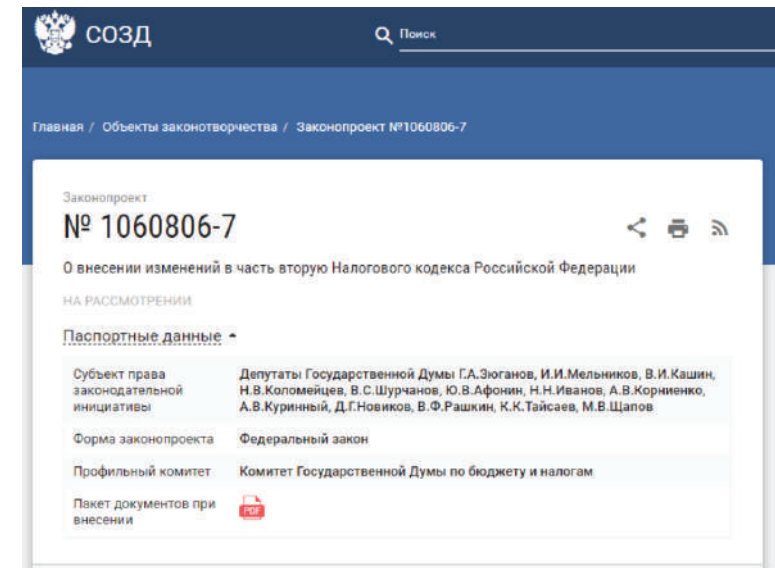 СОЗД
Поиск
Главная / Объекты законотворчества / Законопроект №1060806-7
Законопроект
№ 1060806-7
О внесении изменений в часть вторую Налогового кодекса Российской Федерации
НА РАССМОТРЕНИИ
Паспортные данные
Субъект права
законодательной
инициативы
Депутаты Государственной Думы Г.А.Зюганов, И.И.Мельников, В.И.Кашин,
Н.В.Коломейцев, В.С.Шурчанов, Ю.В.Афонин, Н.Н.Иванов, А.В.Корниенко,
А.В.Куринный, Д.Г.Новиков, В.Ф.Рашкин, К.К.Тайсаев, М.В.Щапов
Форма законопроекта
Федеральный закон
Профильный комитет
Комитет Государственной Думы по бюджету и налогам
Пакет документов при
внесении
PDF